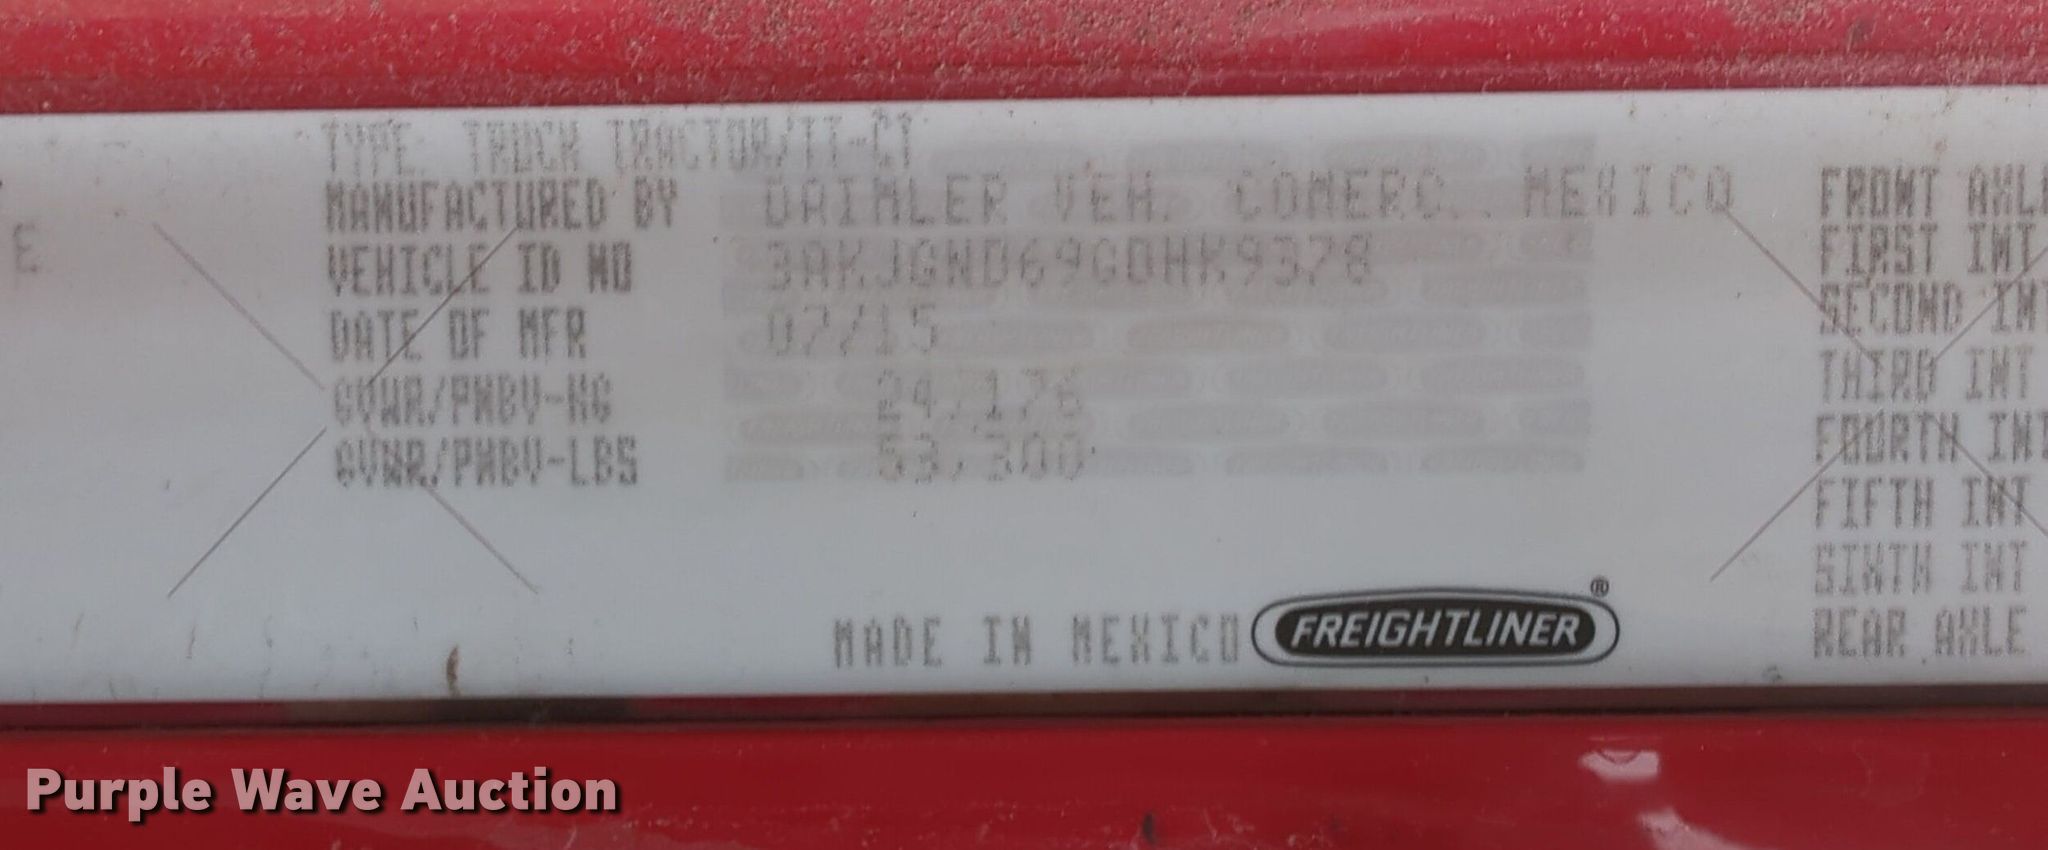 TYPE. TRUCK TRACTOR/TT-CT
MANUFACTURED BY DAIMLER VEH. COMERC. MEXICO
VEHICLE ID NO 3AKJGND69GDHK9378
DATE OF MFR 07/15
GVWR/PNBV-KG 24,176
GVWR/PNBV-LBS 53,300
MADE IN MEXICO FREIGHTLINER®
E
FRONT AXLE
FIRST INT
SECOND INT
THIRD INT
FOURTH INT
FIFTH INT
SIXTH INT
REAR AXLE
Purple Wave Auction